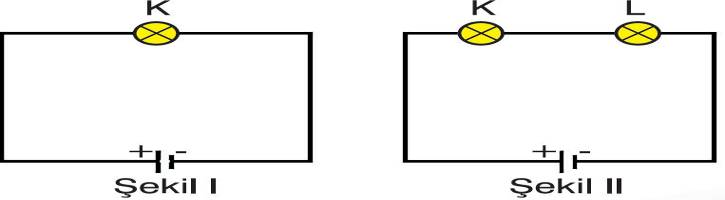 K
K L
+ -
+ -
Şekil I
Şekil II